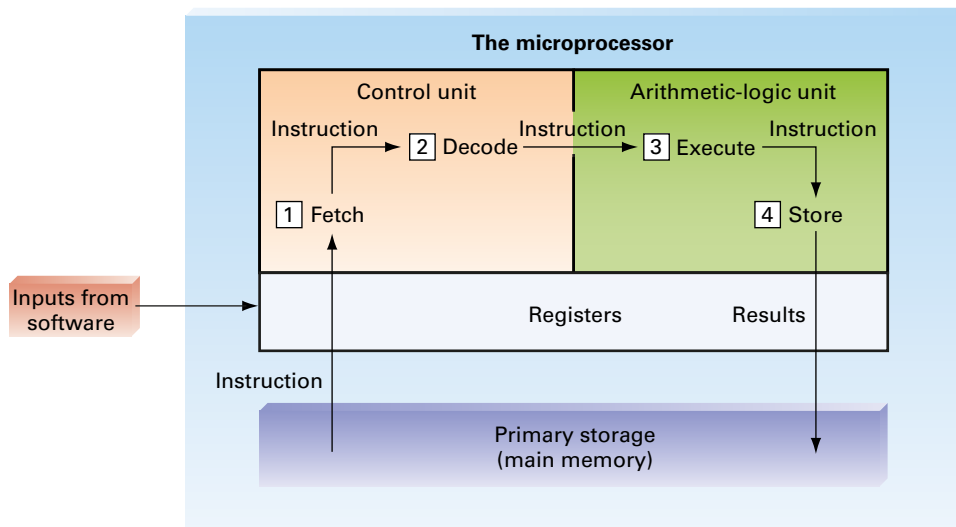 The microprocessor
Control unit
Arithmetic-logic unit
Instruction
2 Decode
Instruction
3 Execute
Instruction
1 Fetch
4 Store
Inputs from
software
Registers
Results
Instruction
Primary storage
(main memory)